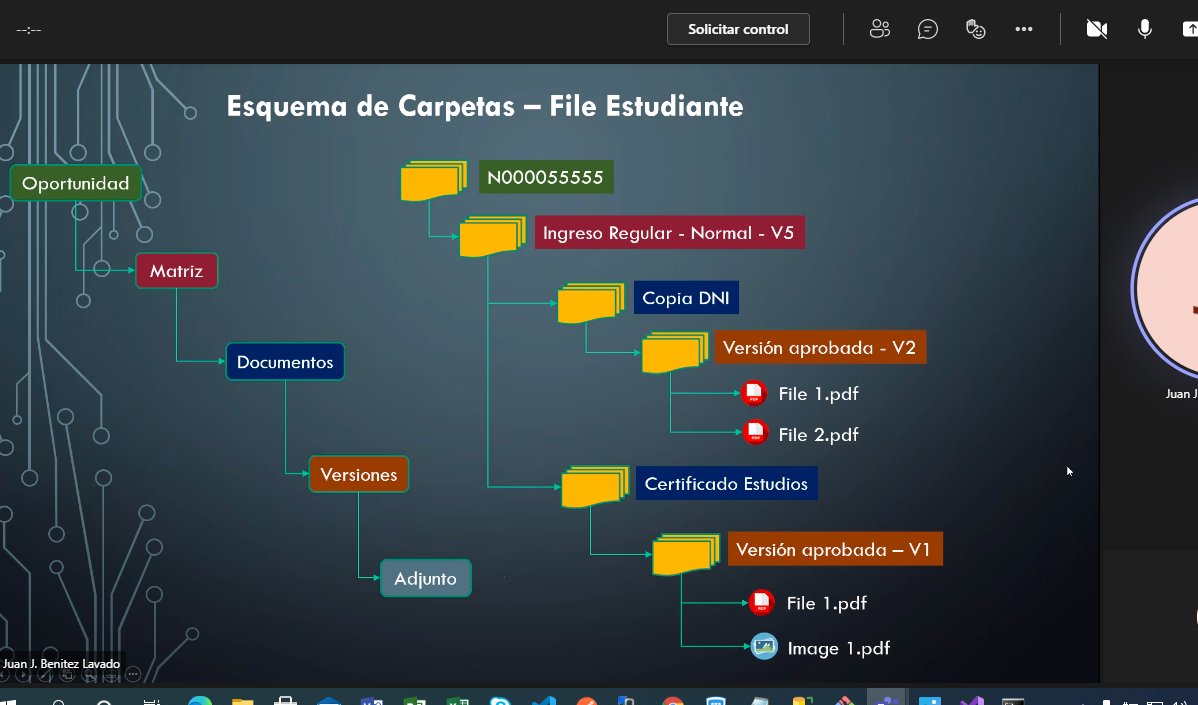 --:--
Solicitar control
Esquema de Carpetas – File Estudiante
Oportunidad
Matriz
Documentos
Versiones
Adjunto
N000055555
Ingreso Regular - Normal - V5
Copia DNI
Versión aprobada - V2
File 1.pdf
File 2.pdf
Certificado Estudios
Versión aprobada – V1
File 1.pdf
Image 1.pdf
Juan J
Juan J. Benitez Lavado